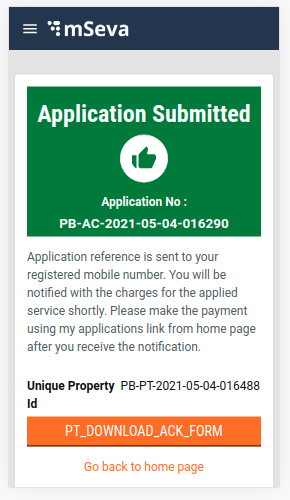 mSeva
Application Submitted
Application No :
PB-AC-2021-05-04-016290
Application reference is sent to your
registered mobile number. You will be
notified with the charges for the applied
service shortly. Please make the payment
using my applications link from home page
after you receive the notification.
Unique Property PB-PT-2021-05-04-016488
Id
PT_DOWNLOAD_ACK_FORM
Go back to home page